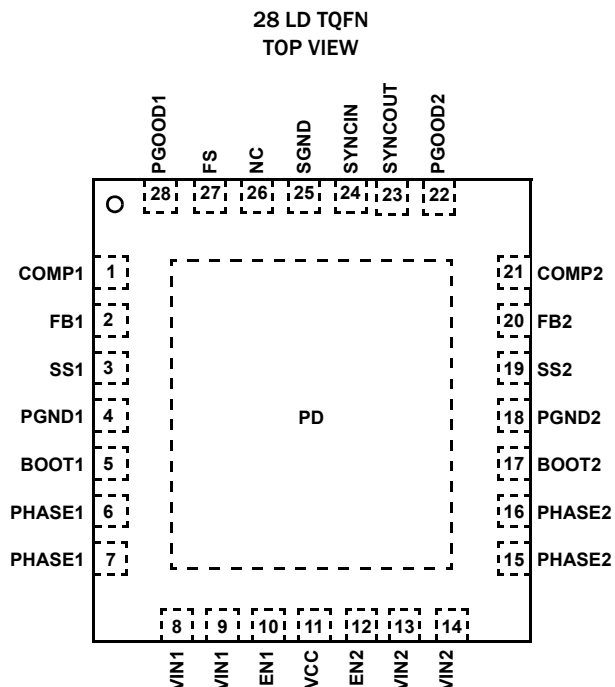 28 LD TQFN
TOP VIEW
PGOOD1
FS
NC
SGND
SYNCIN
SYNCOUT
PGOOD2
28 27 26 25 24 23 22
COMP1 1 21 COMP2
FB1 2 20 FB2
SS1 3 19 SS2
PGND1 4 PD 18 PGND2
BOOT1 5 17 BOOT2
PHASE1 6 16 PHASE2
PHASE1 7 15 PHASE2
8 9 10 11 12 13 14
VIN1
VIN1
EN1
VCC
EN2
VIN2
VIN2